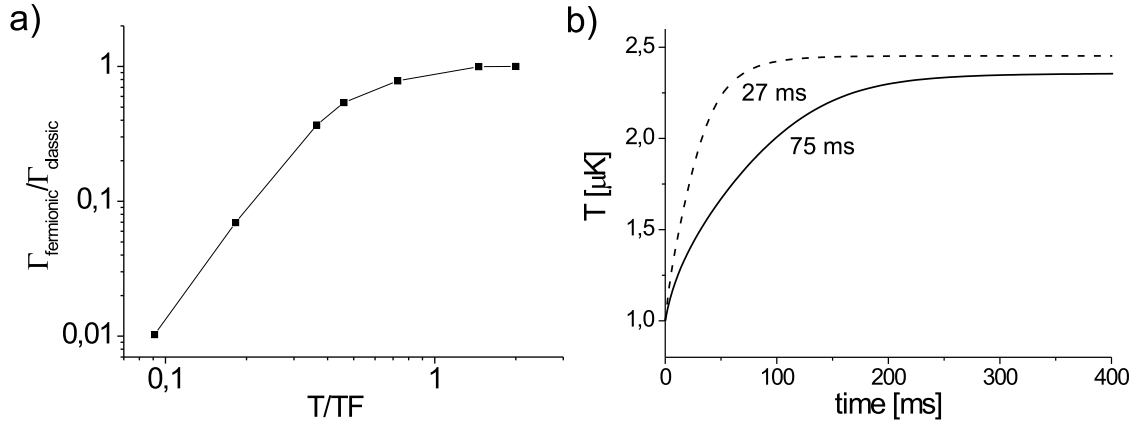 a)
Γfermionic/Γclassic
1
0,1
0,01
0,1
1
T/TF
b)
T [µK]
2,5
2,0
1,5
1,0
27 ms
75 ms
0
100
200
300
400
time [ms]